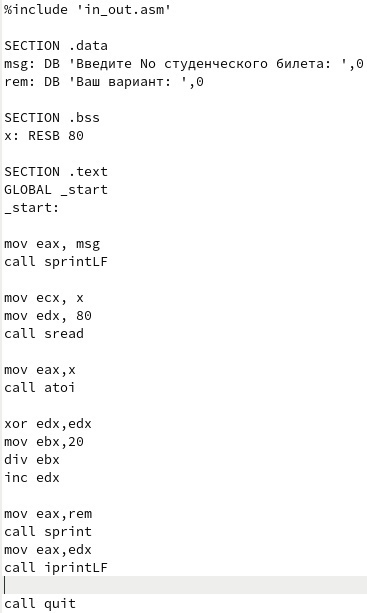 %include 'in_out.asm'
SECTION .data
msg: DB 'Введите No студенческого билета: ',0
rem: DB 'Ваш вариант: ',0
SECTION .bss
x: RESB 80
SECTION .text
GLOBAL _start
_start:
mov eax, msg
call sprintLF
mov ecx, x
mov edx, 80
call sread
mov eax,x
call atoi
xor edx,edx
mov ebx,20
div ebx
inc edx
mov eax,rem
call sprint
mov eax,edx
call iprintLF
call quit